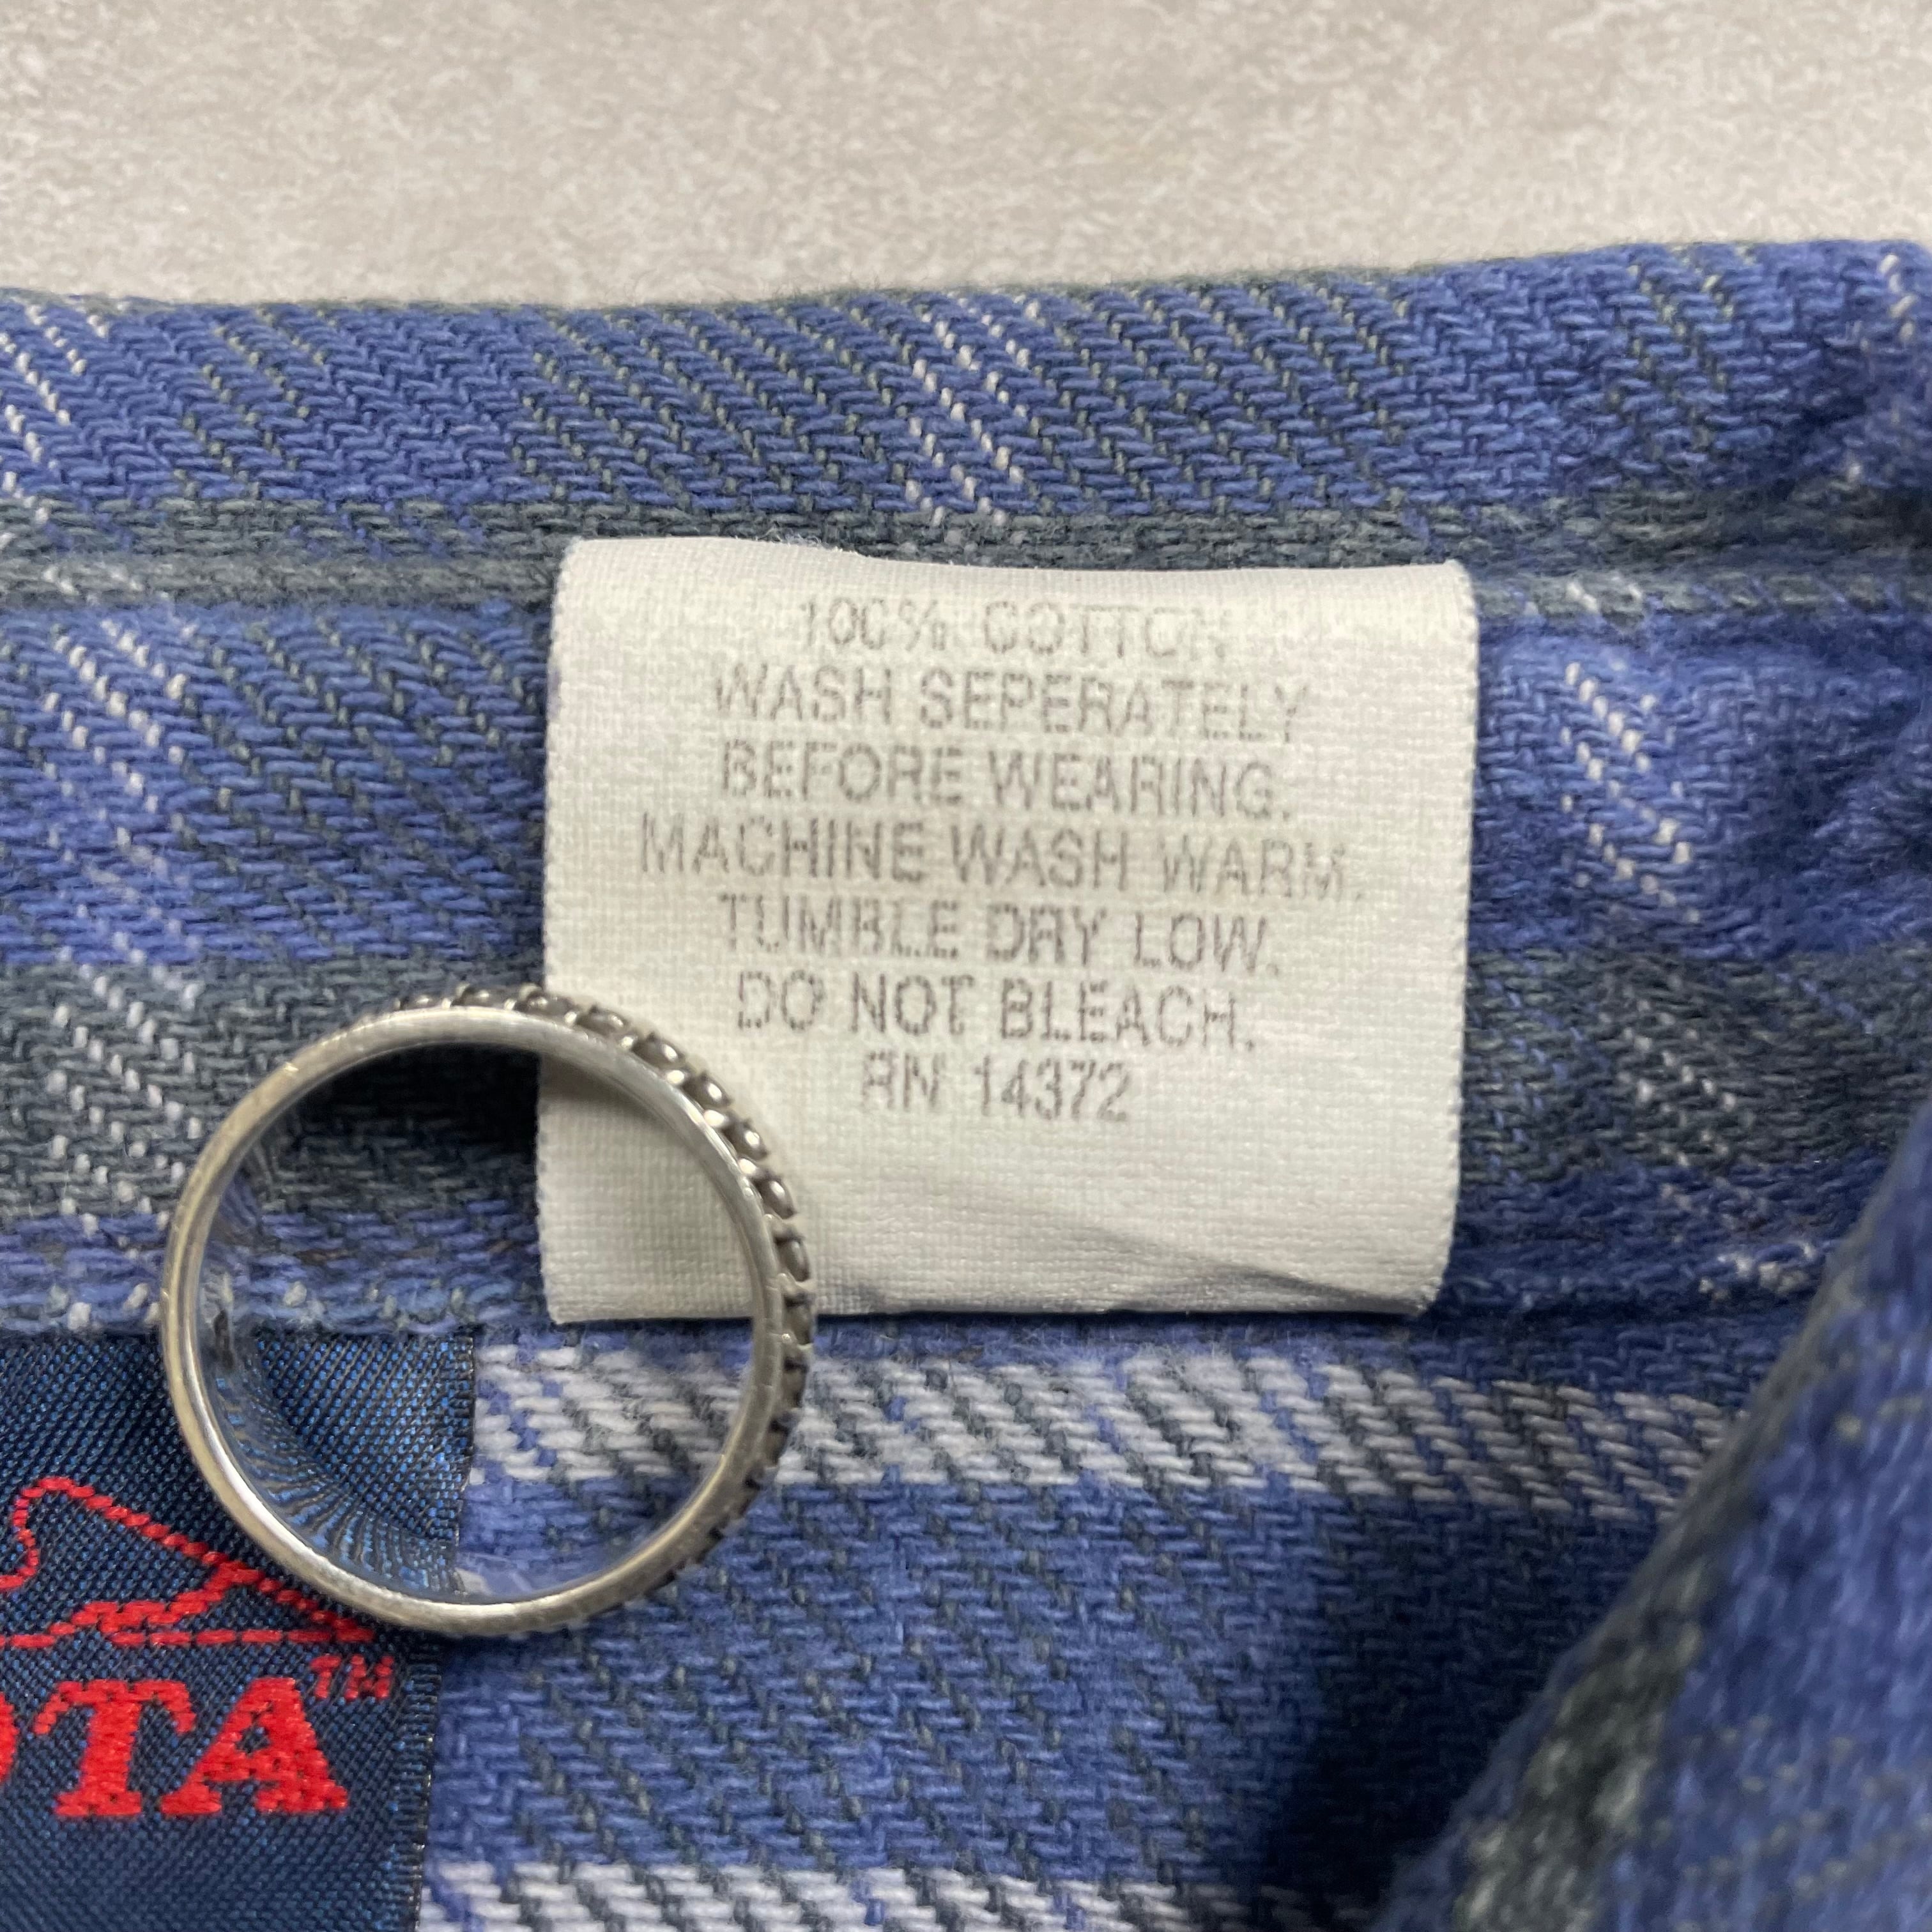 100% COTTON
WASH SEPERATELY
BEFORE WEARING.
MACHINE WASH WARM.
TUMBLE DRY LOW.
DO NOT BLEACH.
RN 14372
OTA™